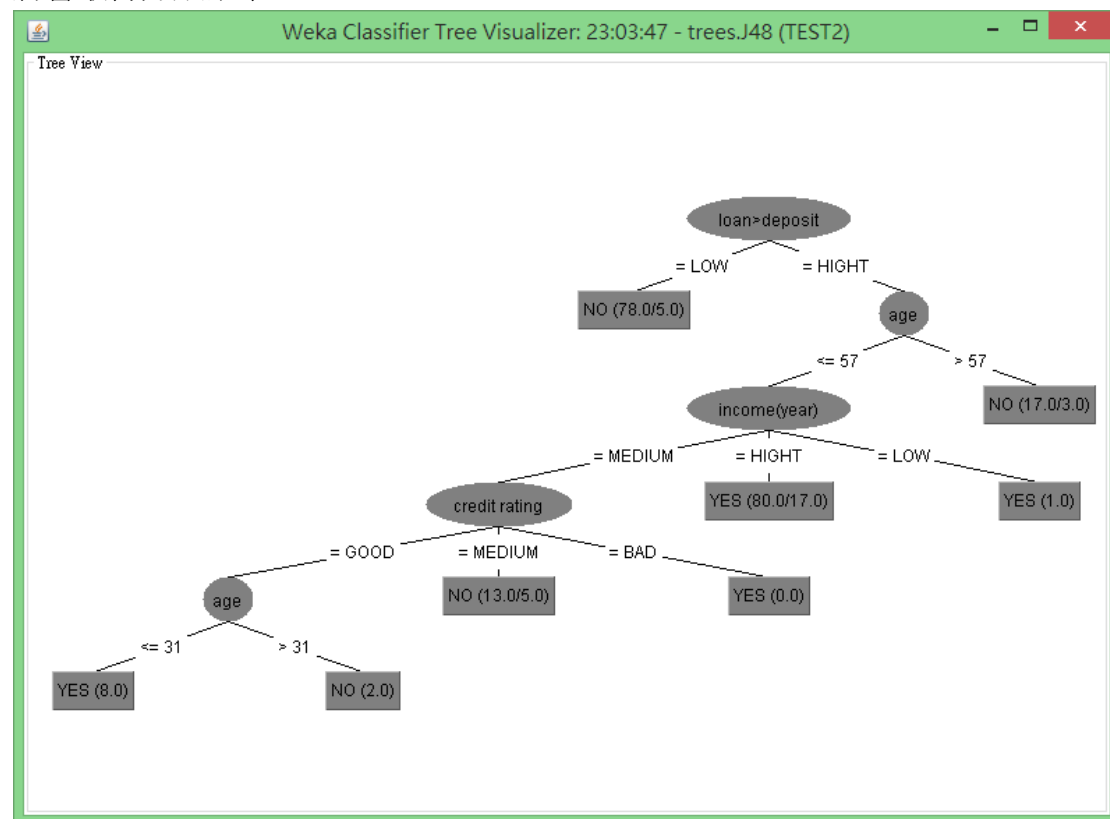 Weka Classifier Tree Visualizer: 23:03:47 - trees.J48 (TEST2)
Tree View
loan>deposit
= LOW
= HIGHT
NO (78.0/5.0)
age
<= 57
> 57
income(year)
NO (17.0/3.0)
= MEDIUM
= HIGHT
= LOW
credit rating
YES (80.0/17.0)
YES (1.0)
= GOOD
= MEDIUM
= BAD
age
NO (13.0/5.0)
YES (0.0)
<= 31
> 31
YES (8.0)
NO (2.0)